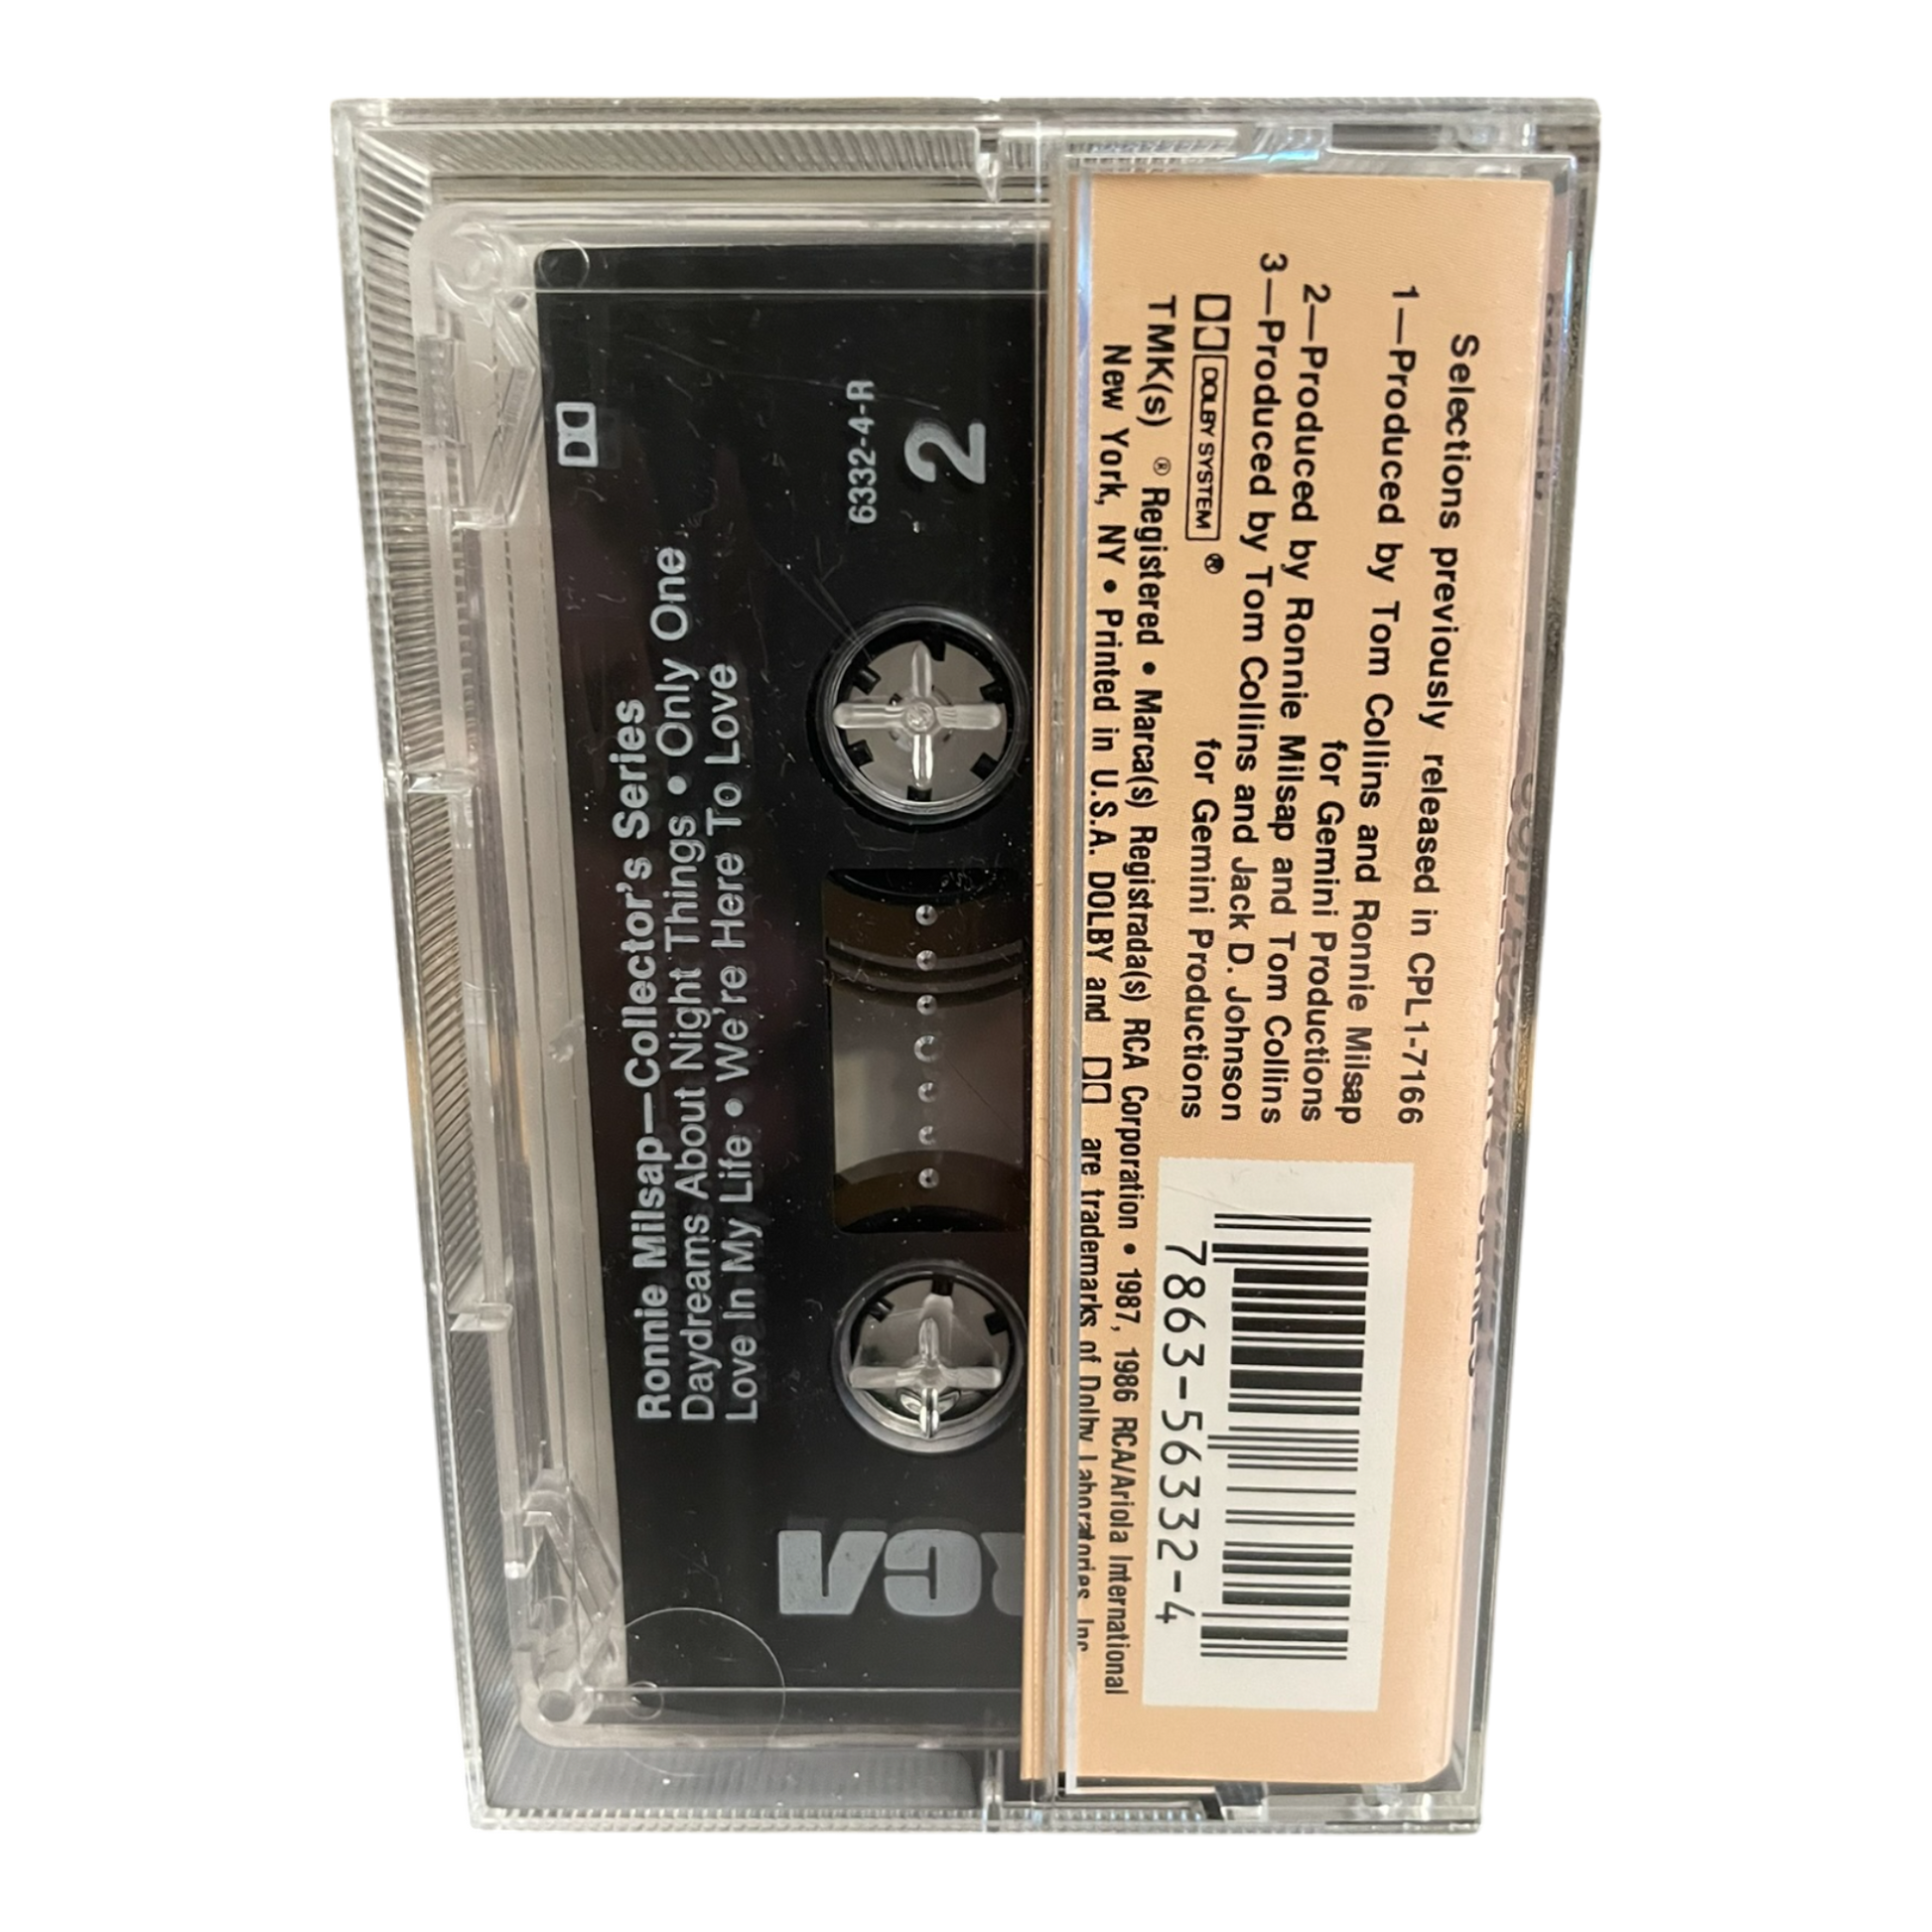 Selections previously released in CPL1-7166
1—Produced by Tom Collins and Ronnie Milsap
for Gemini Productions
2—Produced by Ronnie Milsap and Tom Collins
3—Produced by Tom Collins and Jack D. Johnson
for Gemini Productions
DOLBY SYSTEM ®
TMK(s) ® Registered • Marca(s) Registrada(s) RCA Corporation • 1987, 1986 RCA/Ariola International
New York, NY • Printed in U.S.A. DOLBY and are trademarks of Dolby Laboratories Inc
7863-56332-4
Ronnie Milsap—Collector's Series
Daydreams About Night Things • Only One
Love In My Life • We're Here To Love
6332-4-R
2
RCA